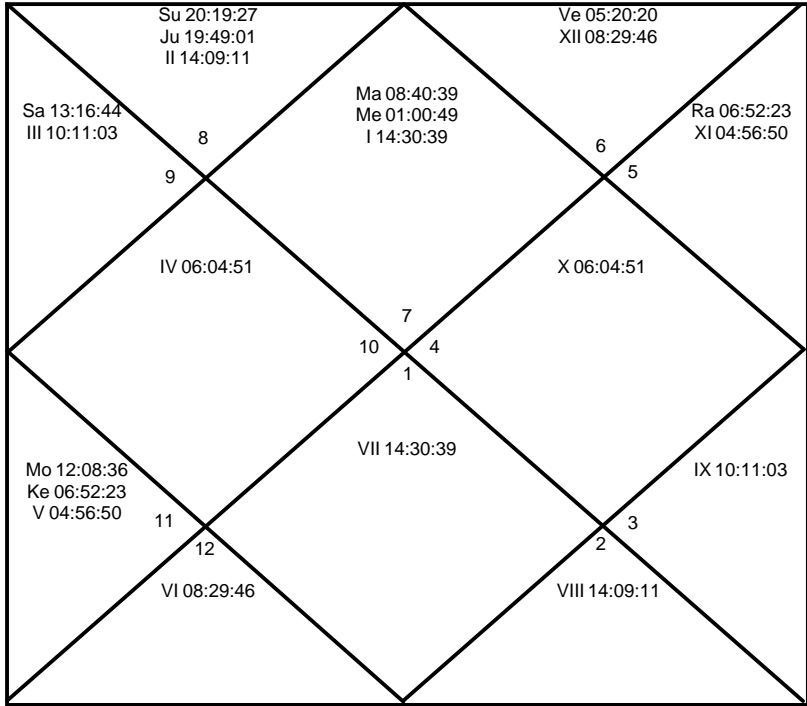 Su 20:19:27
Ju 19:49:01
II 14:09:11
Ve 05:20:20
XII 08:29:46
Ma 08:40:39
Me 01:00:49
I 14:30:39
Sa 13:16:44
III 10:11:03
Ra 06:52:23
XI 04:56:50
8
6
9
5
IV 06:04:51
X 06:04:51
7
10
4
1
VII 14:30:39
Mo 12:08:36
Ke 06:52:23
V 04:56:50
IX 10:11:03
11
3
12
2
VI 08:29:46
VIII 14:09:11